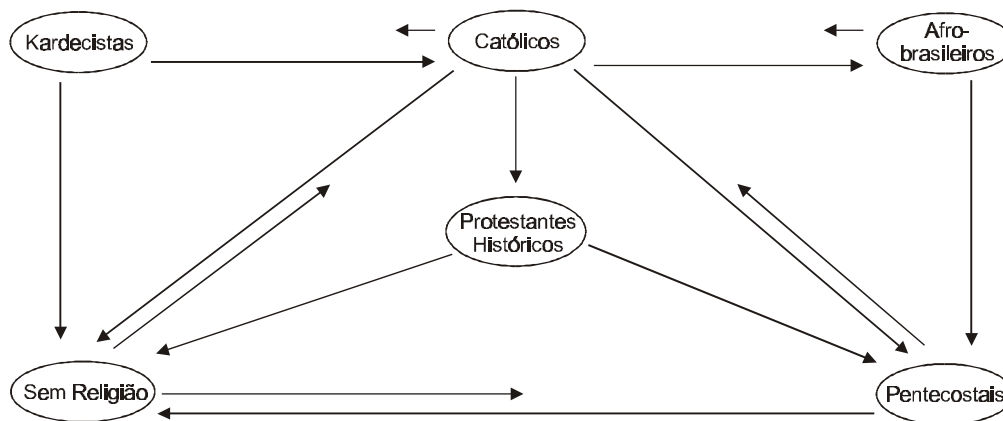 Kardecistas
Católicos
Afro-
brasileiros
Protestantes
Históricos
Sem Religião
Pentecostais